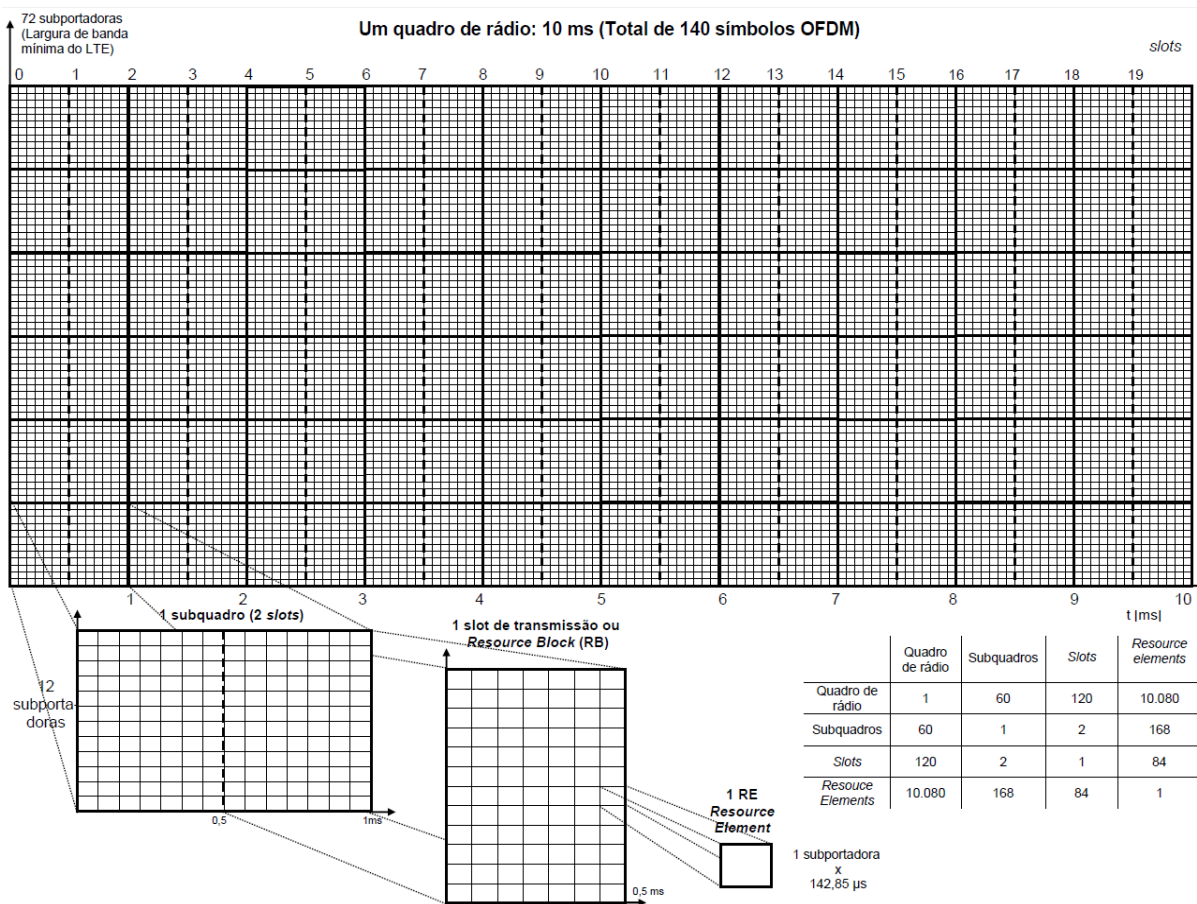 72 subportadoras
(Largura de banda
mínima do LTE)
Um quadro de rádio: 10 ms (Total de 140 símbolos OFDM)
slots
0 1 2 3 4 5 6 7 8 9 10 11 12 13 14 15 16 17 18 19
1 2 3 4 5 6 7 8 9 10
t |ms|
1 subquadro (2 slots)
12
subporta-
doras
0,5 1ms
1 slot de transmissão ou
Resource Block (RB)
0,5 ms
1 RE
Resource
Element
1 subportadora
x
142,85 µs
Quadro
de rádio
Subquadros
Slots
Resource
elements
Quadro de
rádio
1 60 120 10.080
Subquadros 60 1 2 168
Slots 120 2 1 84
Resouce
Elements
10.080 168 84 1